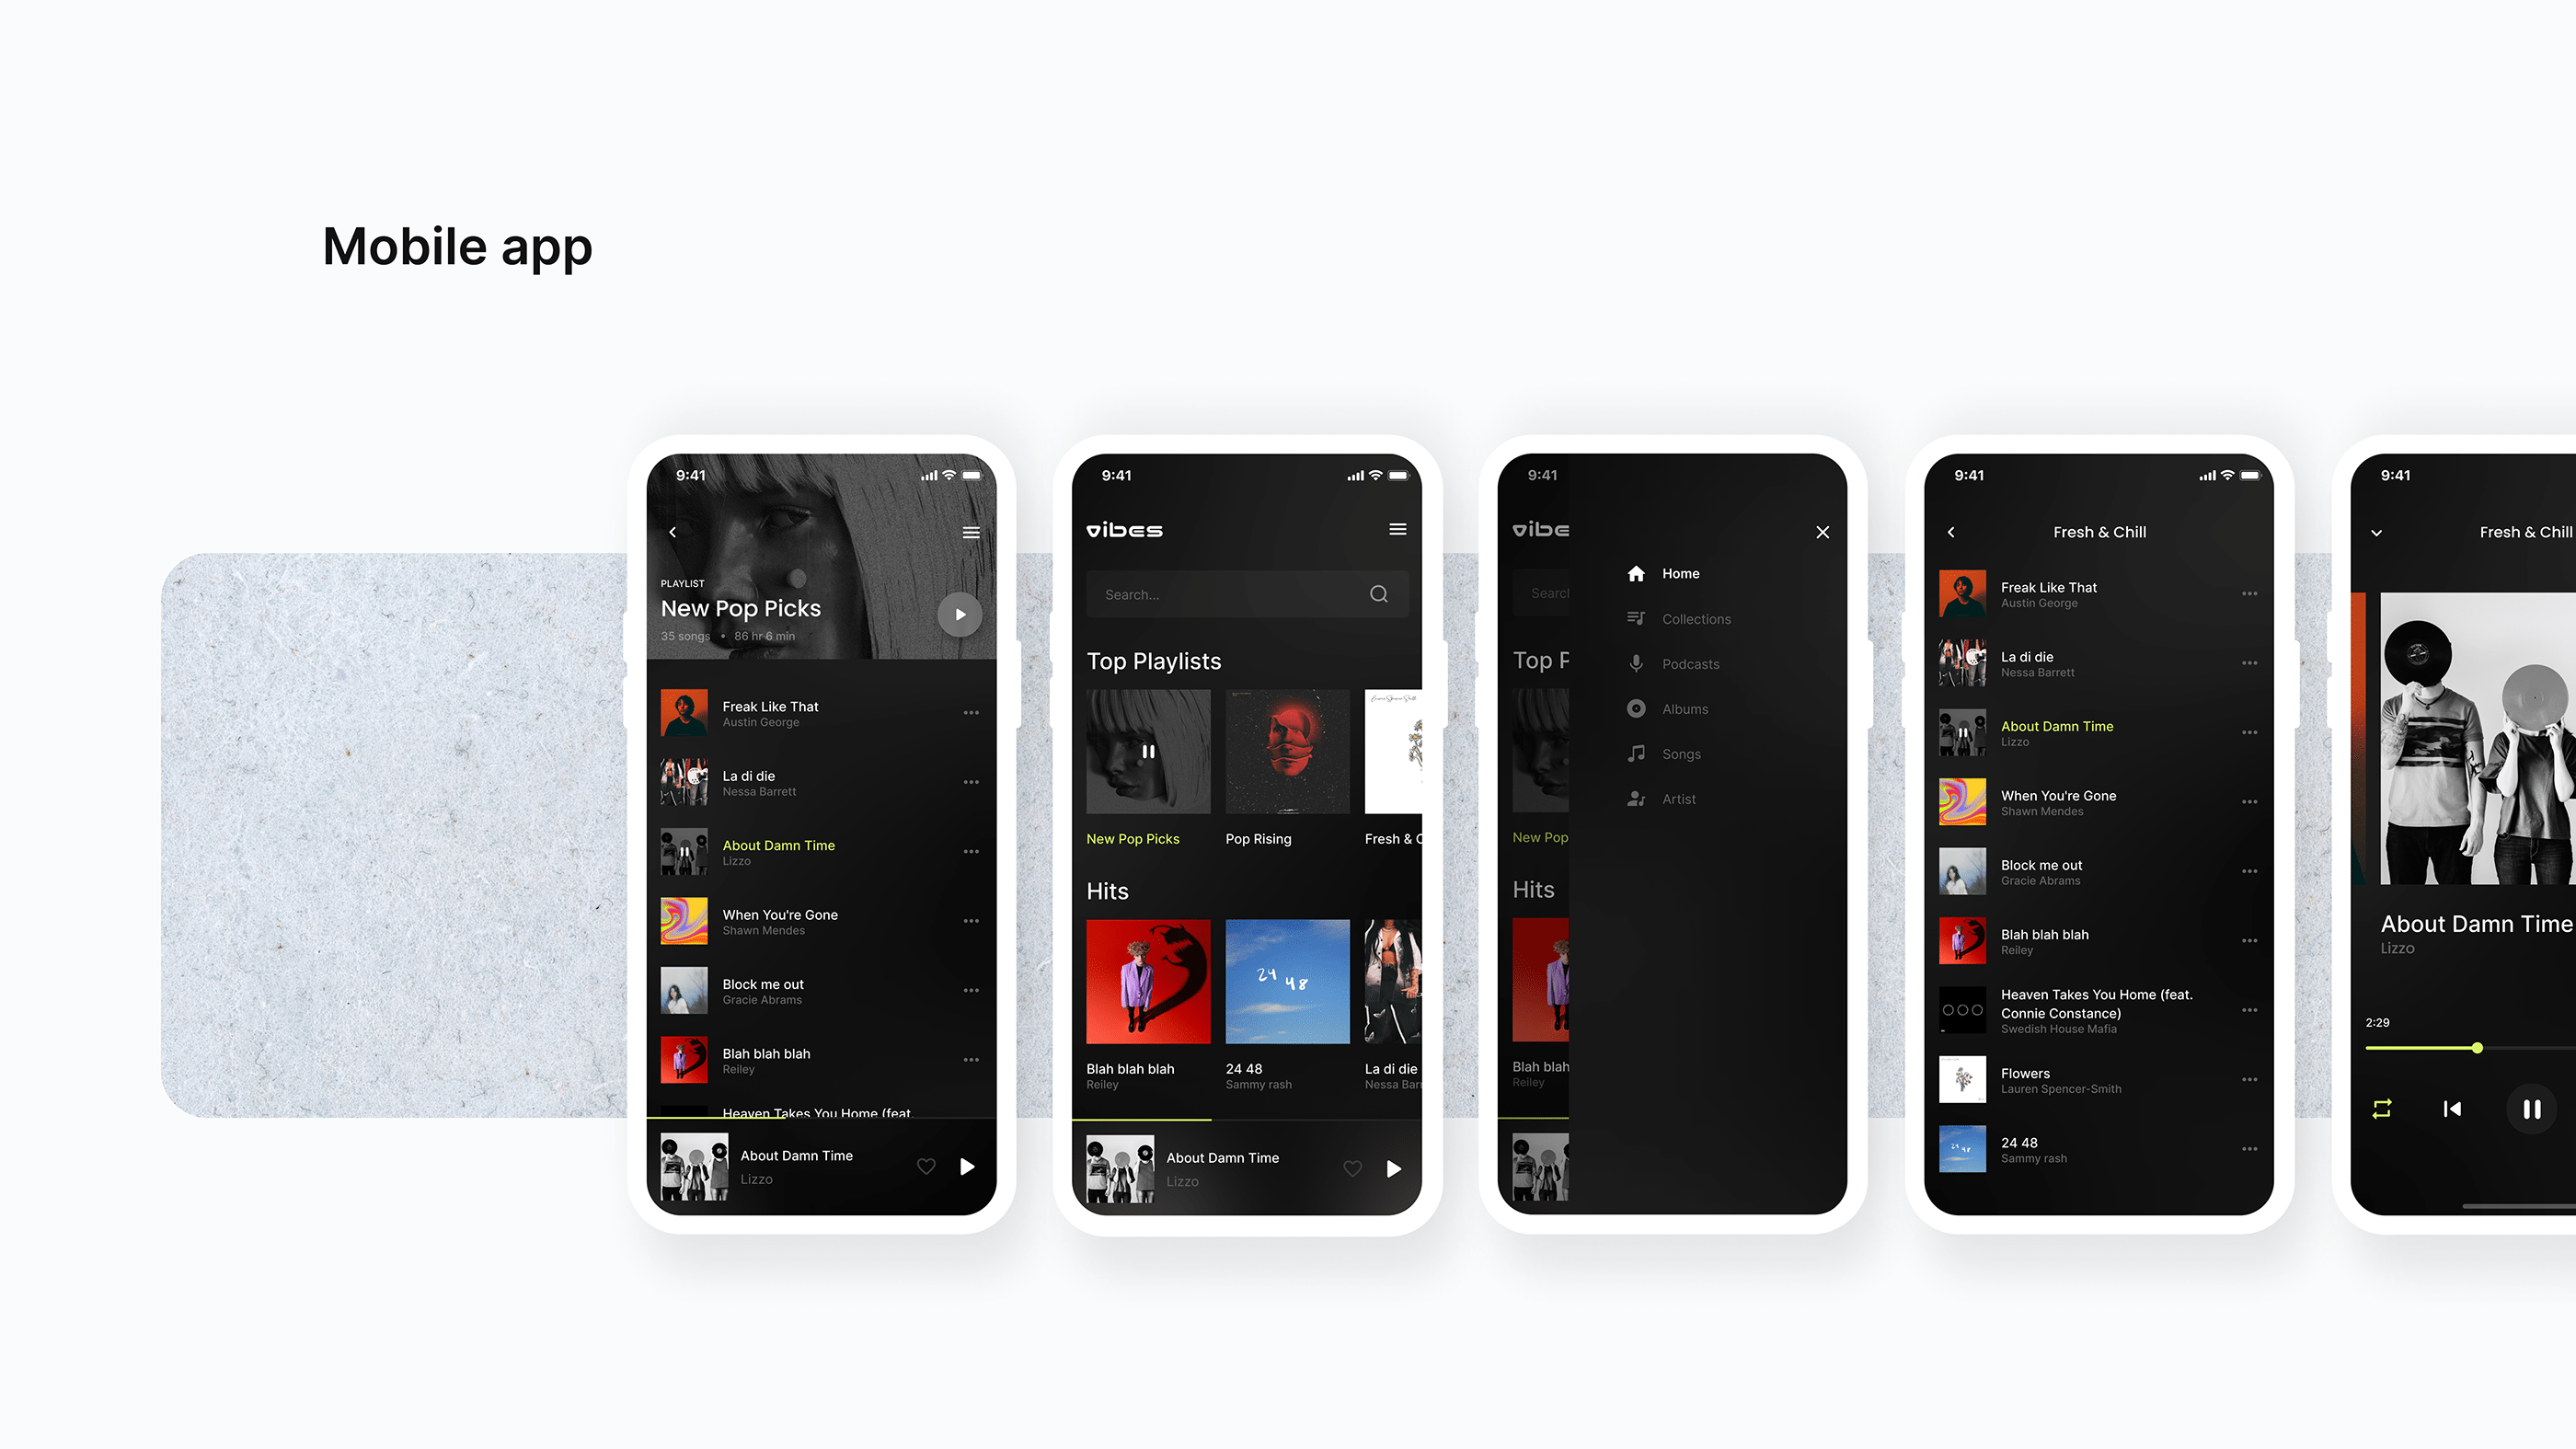 Mobile app
9:41
PLAYLIST
New Pop Picks
35 songs • 86 hr 6 min
Freak Like That
Austin George
La di die
Nessa Barrett
About Damn Time
Lizzo
When You're Gone
Shawn Mendes
Block me out
Gracie Abrams
Blah blah blah
Reiley
Heaven Takes You Home (feat.
About Damn Time
Lizzo
9:41
vibes
Search...
Top Playlists
New Pop Picks
Pop Rising
Fresh & C
Hits
24 48
Blah blah blah
Reiley
24 48
Sammy rash
La di die
Nessa Barr
About Damn Time
Lizzo
9:41
vibe
Searc
Top P
New Pop
Hits
Blah blah
Reiley
Home
Collections
Podcasts
Albums
Songs
Artist
9:41
Fresh & Chill
Freak Like That
Austin George
La di die
Nessa Barrett
About Damn Time
Lizzo
When You're Gone
Shawn Mendes
Block me out
Gracie Abrams
Blah blah blah
Reiley
Heaven Takes You Home (feat.
Connie Constance)
Swedish House Mafia
Flowers
Lauren Spencer-Smith
24 48
Sammy rash
9:41
Fresh & Chill
About Damn Time
Lizzo
2:29